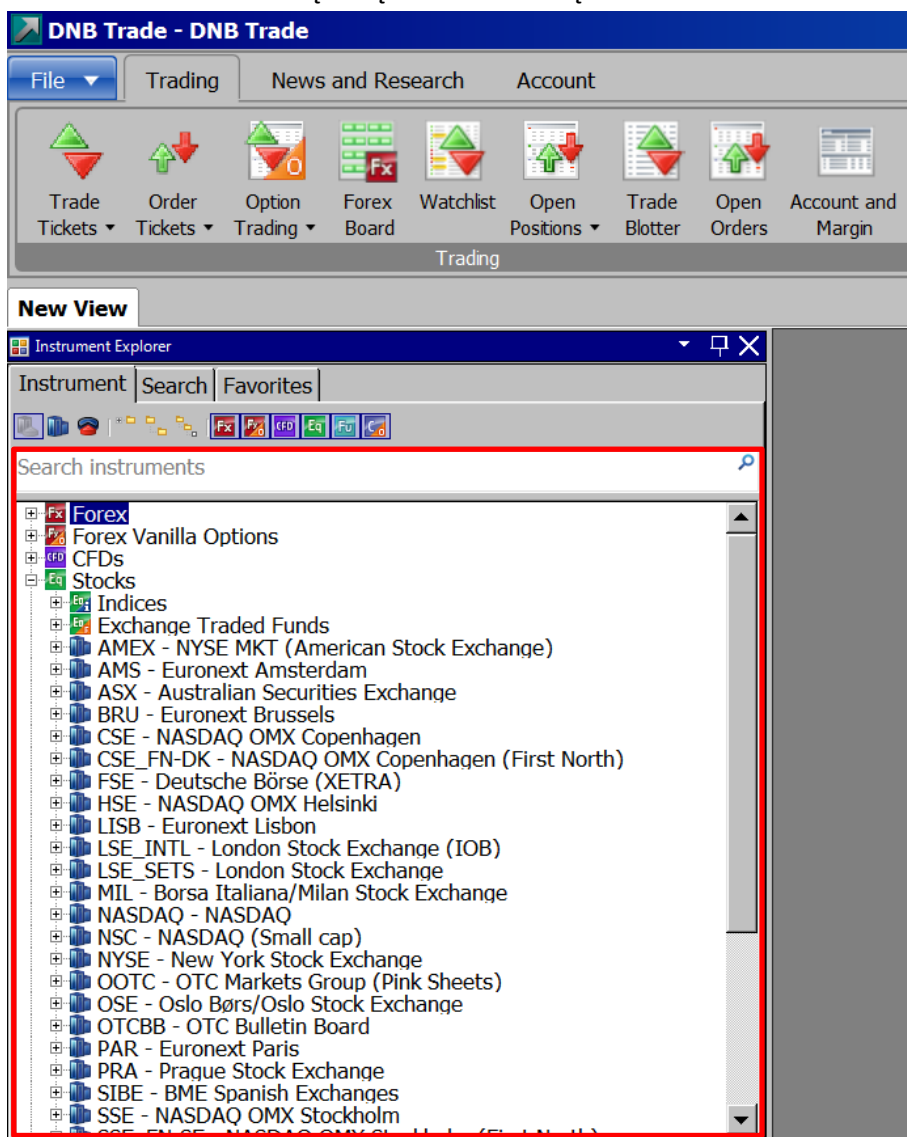 DNB Trade - DNB Trade
File Trading News and Research Account
Trade Tickets
Order Tickets
Option Trading
Forex Board
Watchlist
Open Positions
Trade Blotter
Open Orders
Account and Margin
Trading
New View
Instrument Explorer
Instrument Search Favorites
Fx Fx CFD Eq Fu
Search instruments
Forex
Forex Vanilla Options
CFDs
Stocks
Indices
Exchange Traded Funds
AMEX - NYSE MKT (American Stock Exchange)
AMS - Euronext Amsterdam
ASX - Australian Securities Exchange
BRU - Euronext Brussels
CSE - NASDAQ OMX Copenhagen
CSE_FN-DK - NASDAQ OMX Copenhagen (First North)
FSE - Deutsche Börse (XETRA)
HSE - NASDAQ OMX Helsinki
LISB - Euronext Lisbon
LSE_INTL - London Stock Exchange (IOB)
LSE_SETS - London Stock Exchange
MIL - Borsa Italiana/Milan Stock Exchange
NASDAQ - NASDAQ
NSC - NASDAQ (Small cap)
NYSE - New York Stock Exchange
OOTC - OTC Markets Group (Pink Sheets)
OSE - Oslo Børs/Oslo Stock Exchange
OTCBB - OTC Bulletin Board
PAR - Euronext Paris
PRA - Prague Stock Exchange
SIBE - BME Spanish Exchanges
SSE - NASDAQ OMX Stockholm